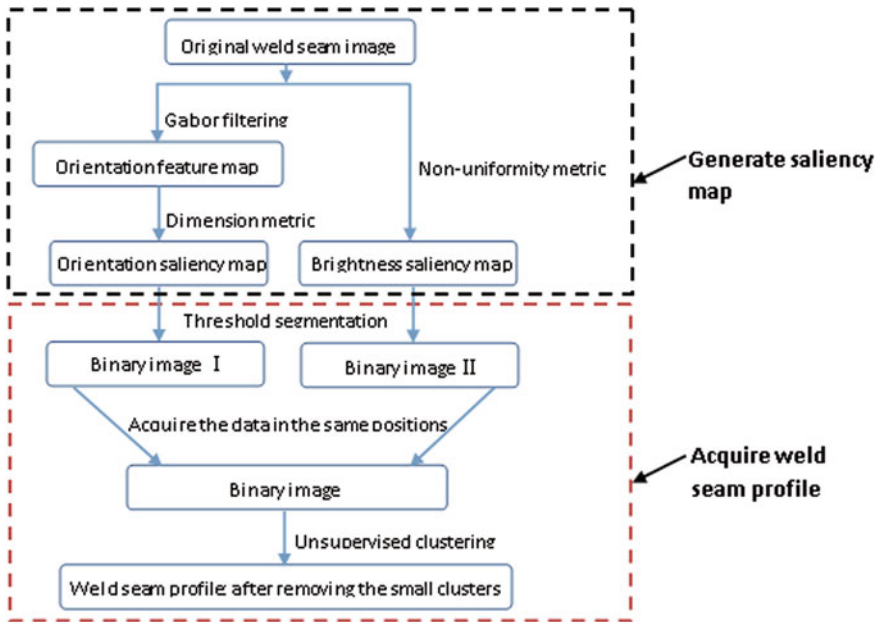 Original weld seam image
Gabor filtering
Orientation feature map
Non-uniformity metric
Dimension metric
Orientation saliency map
Brightness saliency map
Generate saliency
map
Threshold segmentation
Binary image I
Binary image II
Acquire the data in the same positions
Binary image
Unsupervised clustering
Weld seam profile: after removing the small clusters
Acquire weld
seam profile